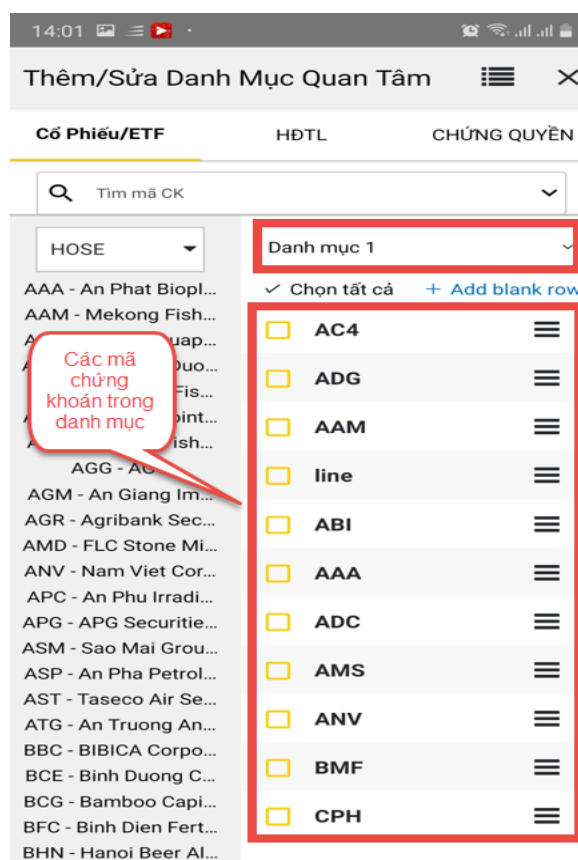 14:01
Thêm/Sửa Danh Mục Quan Tâm
Cổ Phiếu/ETF
HĐTL
CHỨNG QUYỀN
Tìm mã CK
HOSE
Danh mục 1
Chọn tất cả
+ Add blank row
AAA - An Phat Biopl...
AAM - Mekong Fish...
uap...
Duo...
Fis...
oint...
ish...
AGG - AG
AGM - An Giang Im...
AGR - Agribank Sec...
AMD - FLC Stone Mi...
ANV - Nam Viet Cor...
APC - An Phu Irradi...
APG - APG Securitie...
ASM - Sao Mai Grou...
ASP - An Pha Petrol...
AST - Taseco Air Se...
ATG - An Truong An...
BBC - BIBICA Corpo...
BCE - Binh Duong C...
BCG - Bamboo Capi...
BFC - Binh Dien Fert...
BHN - Hanoi Beer Al...
Các mã
chứng
khoán trong
danh mục
AC4
ADG
AAM
line
ABI
AAA
ADC
AMS
ANV
BMF
CPH